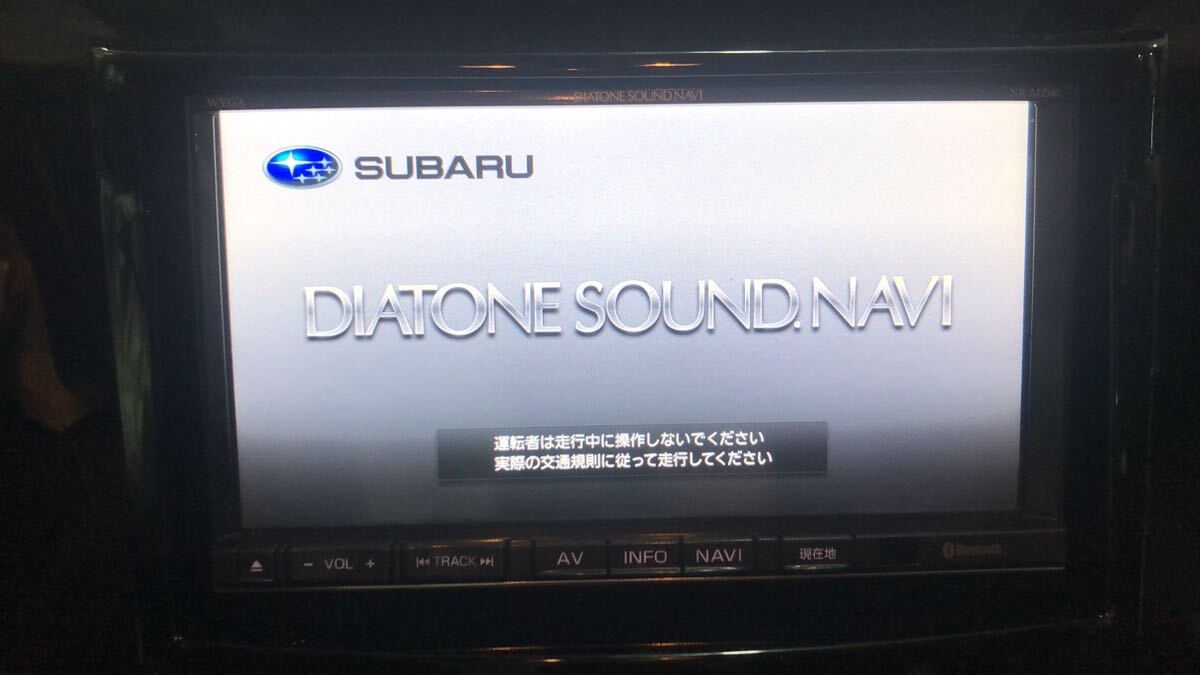 WVGA
DIATONE SOUND.NAVI
NR-MZ60
SUBARU
DIATONE SOUND.NAVI
運転者は走行中に操作しないでください
実際の交通規則に従って走行してください
− VOL +
TRACK
AV
INFO
NAVI
現在地
Bluetooth